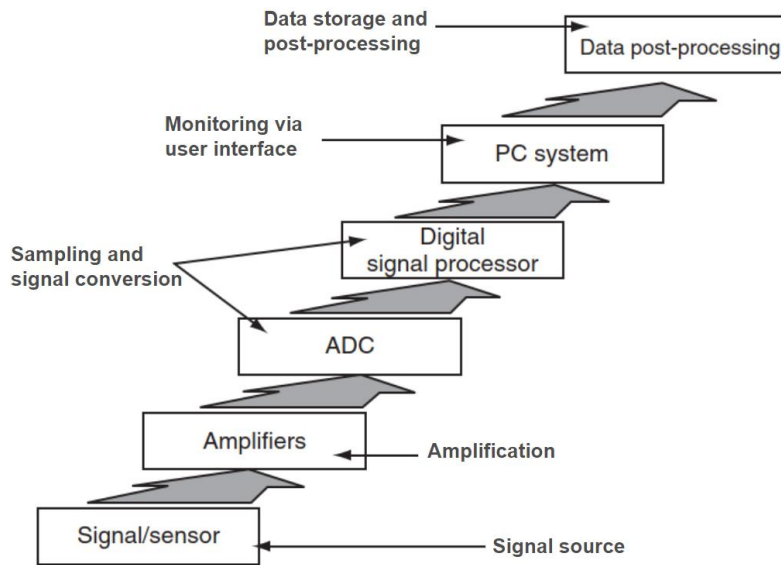 Data storage and
post-processing
Data post-processing
Monitoring via
user interface
PC system
Sampling and
signal conversion
Digital
signal processor
ADC
Amplifiers
Amplification
Signal/sensor
Signal source